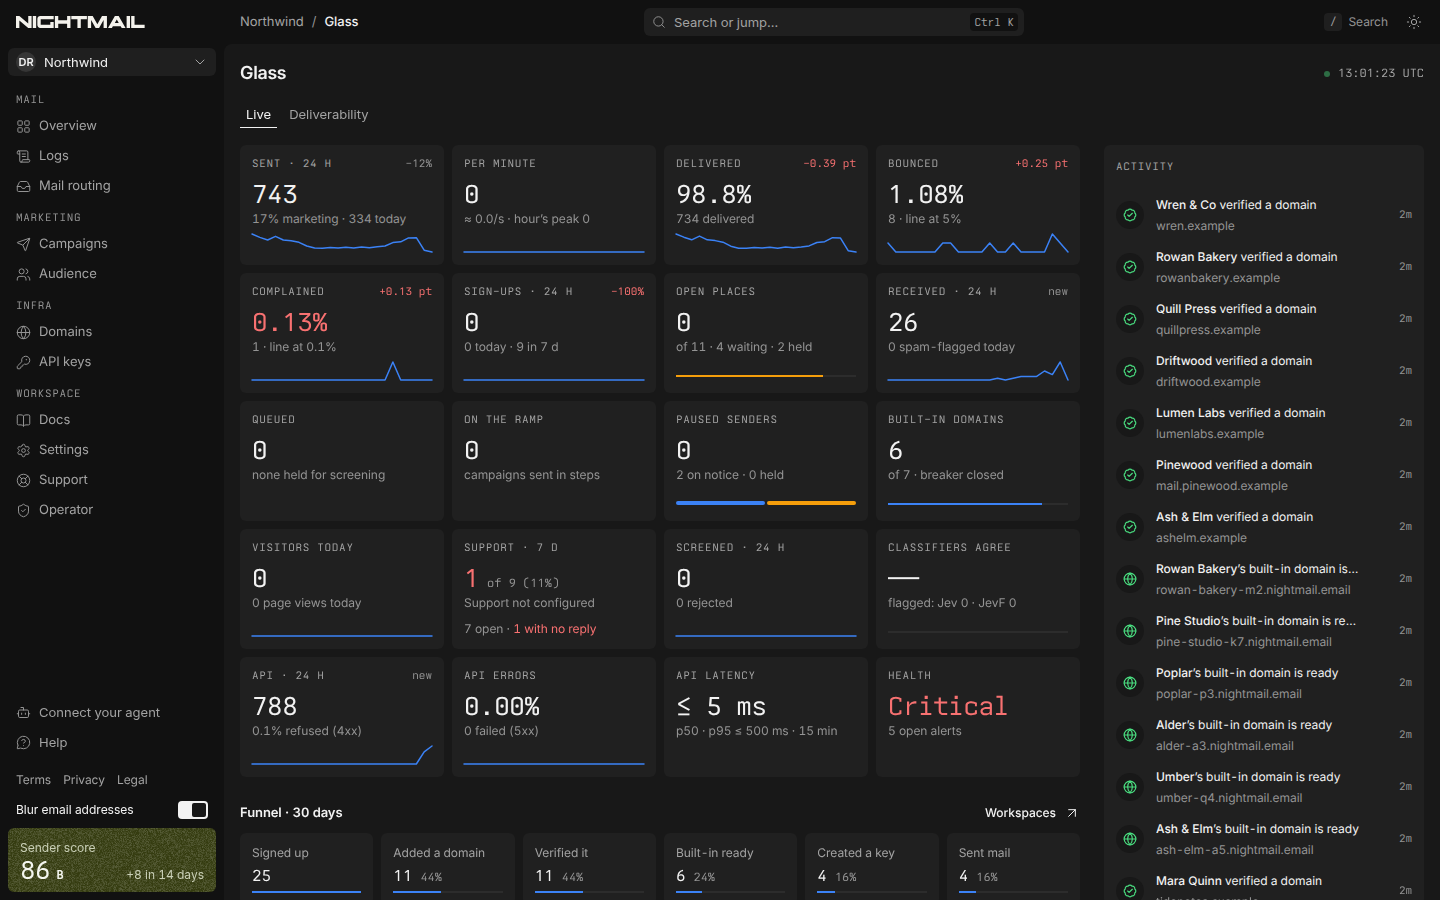 NIGHTMAIL
Northwind / Glass
Search or jump...
Ctrl K
/ Search
DR Northwind
MAIL
Overview
Logs
Mail routing
MARKETING
Campaigns
Audience
INFRA
Domains
API keys
WORKSPACE
Docs
Settings
Support
Operator
Connect your agent
Help
Terms Privacy Legal
Blur email addresses
Sender score
86 B
+8 in 14 days
Glass
13:01:23 UTC
Live Deliverability
SENT · 24 H −12%
743
17% marketing · 334 today
PER MINUTE
0
≈ 0.0/s · hour's peak 0
DELIVERED −0.39 pt
98.8%
734 delivered
BOUNCED +0.25 pt
1.08%
8 · line at 5%
COMPLAINED +0.13 pt
0.13%
1 · line at 0.1%
SIGN-UPS · 24 H −100%
0
0 today · 9 in 7 d
OPEN PLACES
0
of 11 · 4 waiting · 2 held
RECEIVED · 24 H new
26
0 spam-flagged today
QUEUED
0
none held for screening
ON THE RAMP
0
campaigns sent in steps
PAUSED SENDERS
0
2 on notice · 0 held
BUILT-IN DOMAINS
6
of 7 · breaker closed
VISITORS TODAY
0
0 page views today
SUPPORT · 7 D
1 of 9 (11%)
Support not configured
7 open · 1 with no reply
SCREENED · 24 H
0
0 rejected
CLASSIFIERS AGREE
—
flagged: Jev 0 · JevF 0
API · 24 H new
788
0.1% refused (4xx)
API ERRORS
0.00%
0 failed (5xx)
API LATENCY
≤ 5 ms
p50 · p95 ≤ 500 ms · 15 min
HEALTH
Critical
5 open alerts
Funnel · 30 days
Workspaces
Signed up
25
Added a domain
11 44%
Verified it
11 44%
Built-in ready
6 24%
Created a key
4 16%
Sent mail
4 16%
ACTIVITY
Wren & Co verified a domain
wren.example
2m
Rowan Bakery verified a domain
rowanbakery.example
2m
Quill Press verified a domain
quillpress.example
2m
Driftwood verified a domain
driftwood.example
2m
Lumen Labs verified a domain
lumenlabs.example
2m
Pinewood verified a domain
mail.pinewood.example
2m
Ash & Elm verified a domain
ashelm.example
2m
Rowan Bakery's built-in domain is...
rowan-bakery-m2.nightmail.email
2m
Pine Studio's built-in domain is re...
pine-studio-k7.nightmail.email
2m
Poplar's built-in domain is ready
poplar-p3.nightmail.email
2m
Alder's built-in domain is ready
alder-a3.nightmail.email
2m
Umber's built-in domain is ready
umber-q4.nightmail.email
2m
Ash & Elm's built-in domain is ready
ash-elm-a5.nightmail.email
2m
Mara Quinn verified a domain
2m